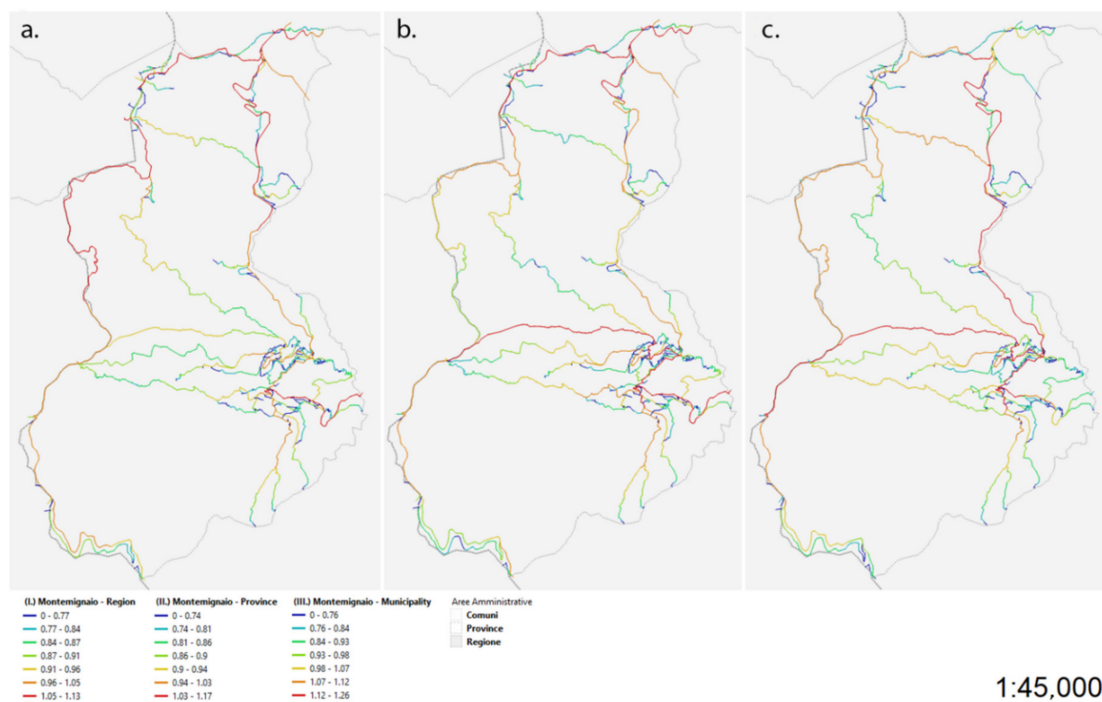 a. b. c.
(I.) Montemignaio - Region (II.) Montemignaio - Province (III.) Montemignaio - Municipality Aree Amministrative
0 - 0.77 0 - 0.74 0 - 0.76 Comuni
0.77 - 0.84 0.74 - 0.81 0.76 - 0.84 Province
0.84 - 0.87 0.81 - 0.86 0.84 - 0.93 Regione
0.87 - 0.91 0.86 - 0.9 0.93 - 0.98
0.91 - 0.96 0.9 - 0.94 0.98 - 1.07
0.96 - 1.05 0.94 - 1.03 1.07 - 1.12
1.05 - 1.13 1.03 - 1.17 1.12 - 1.26
1:45,000